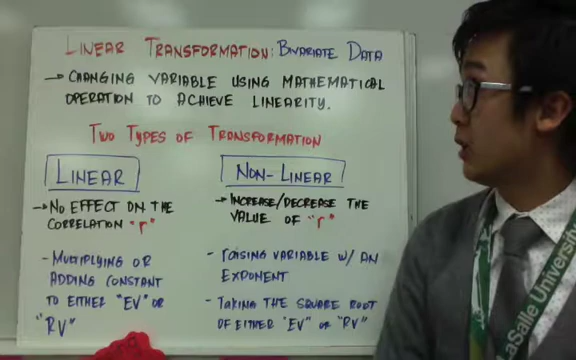 LINEAR TRANSFORMATION: BIVARIATE DATA
→ CHANGING VARIABLE USING MATHEMATICAL
OPERATION TO ACHIEVE LINEARITY.
TWO TYPES OF TRANSFORMATION
LINEAR
→ NO EFFECT ON THE
CORRELATION "r"
- MULTIPLYING OR
ADDING CONSTANT
TO EITHER "EV" OR
"RV"
NON-LINEAR
→ INCREASE/DECREASE THE
VALUE OF "r"
- RAISING VARIABLE W/ AN
EXPONENT
- TAKING THE SQUARE ROOT
OF EITHER "EV" OR "RV"
aSalle University